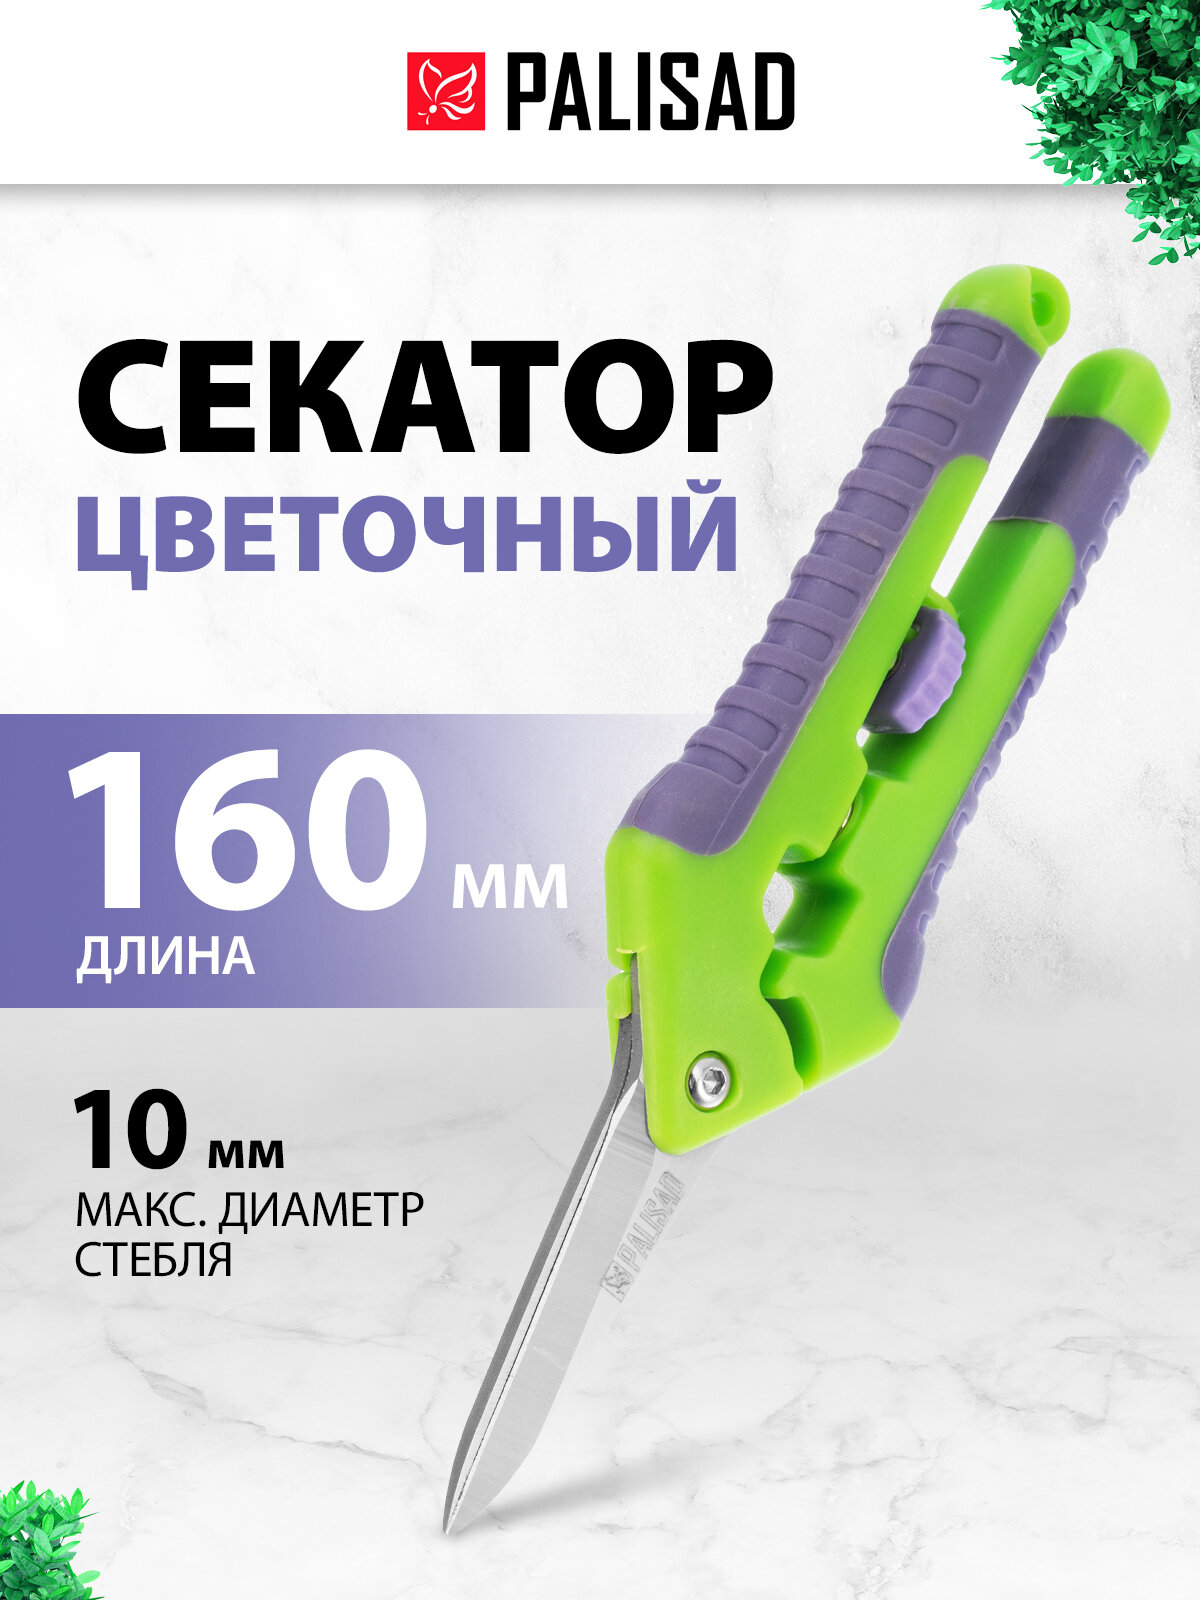 PALISAD
СЕКАТОР
ЦВЕТОЧНЫЙ
160 мм
ДЛИНА
10 мм
МАКС. ДИАМЕТР
СТЕБЛЯ
PALISAD